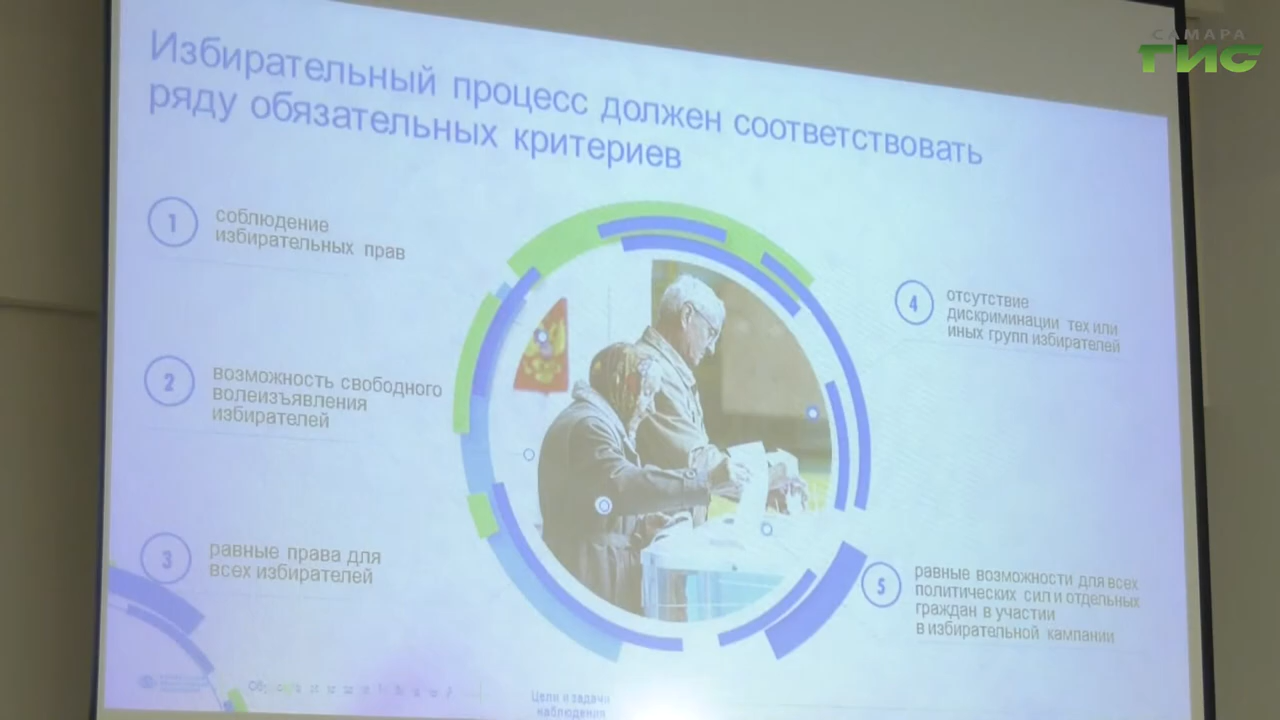 САМАРА
ГИС
Избирательный процесс должен соответствовать
ряду обязательных критериев
1
соблюдение
избирательных прав
2
возможность свободного
волеизъявления
избирателей
3
равные права для
всех избирателей
4
отсутствие
дискриминации тех или
иных групп избирателей
5
равные возможности для всех
политических сил и отдельных
граждан в участии
в избирательной кампании
Цели и задачи
наблюдения